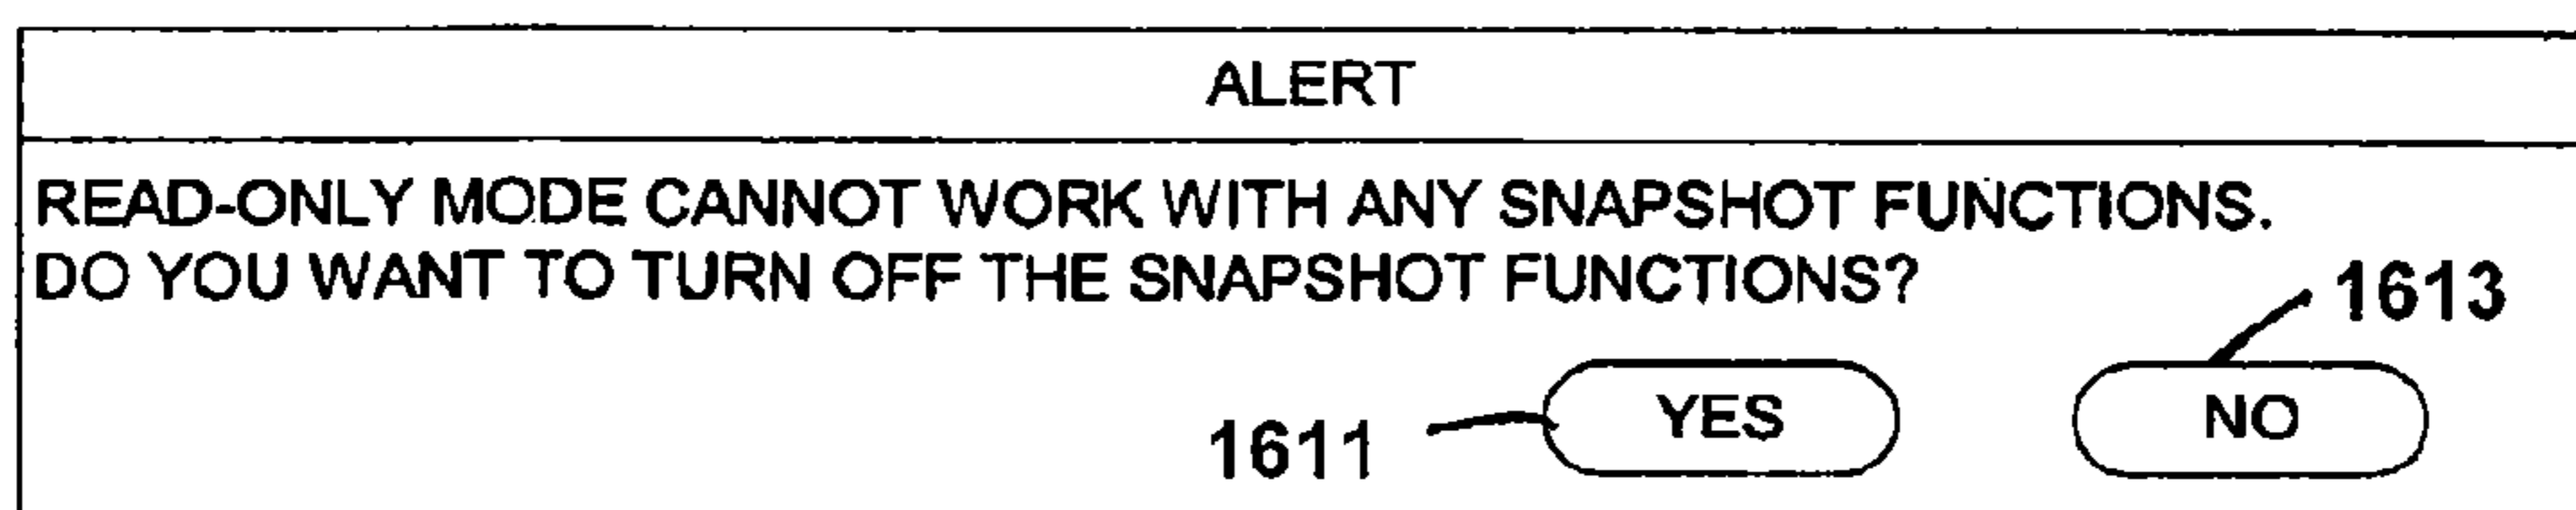 ALERT
READ-ONLY MODE CANNOT WORK WITH ANY SNAPSHOT FUNCTIONS.
DO YOU WANT TO TURN OFF THE SNAPSHOT FUNCTIONS?
1613
YES
NO
1611